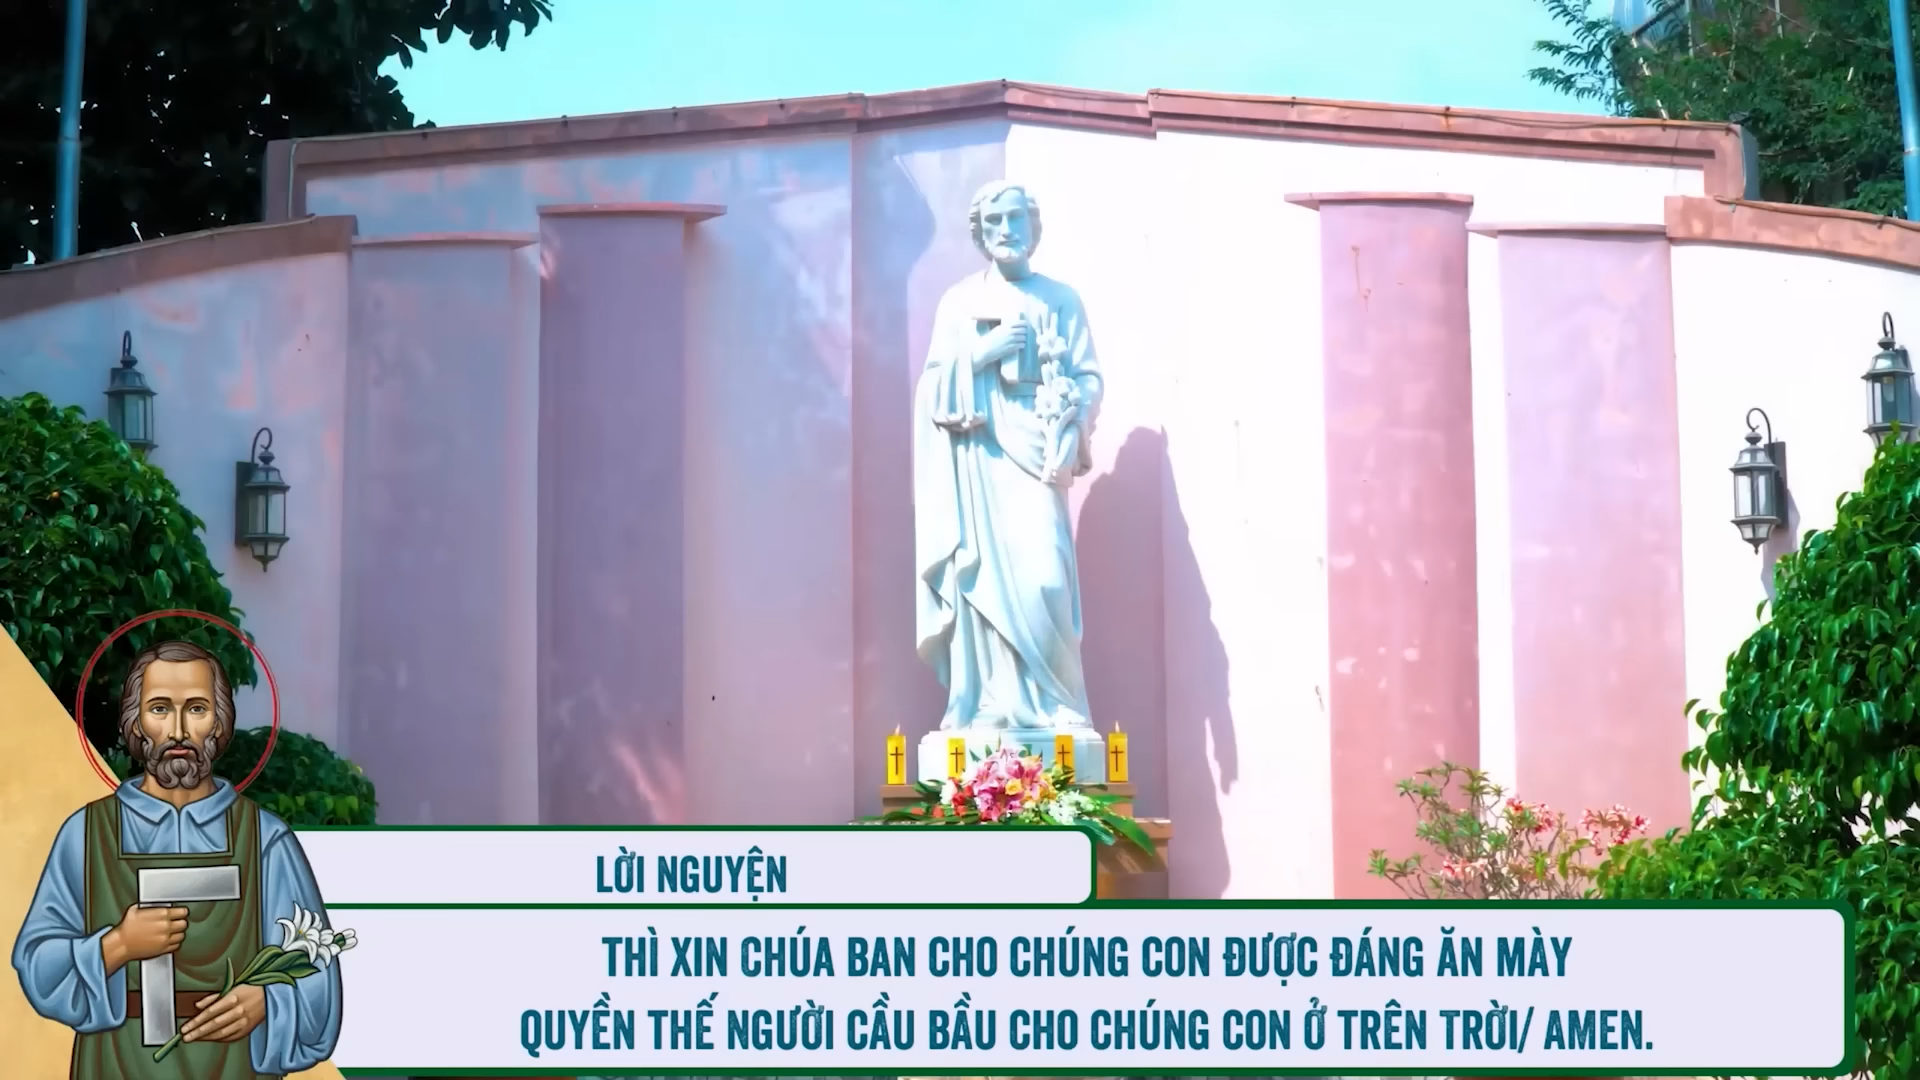 LỜI NGUYỆN
THÌ XIN CHÚA BAN CHO CHÚNG CON ĐƯỢC ĐÁNG ĂN MÀY
QUYỀN THẾ NGƯỜI CẦU BẦU CHO CHÚNG CON Ở TRÊN TRỜI/ AMEN.